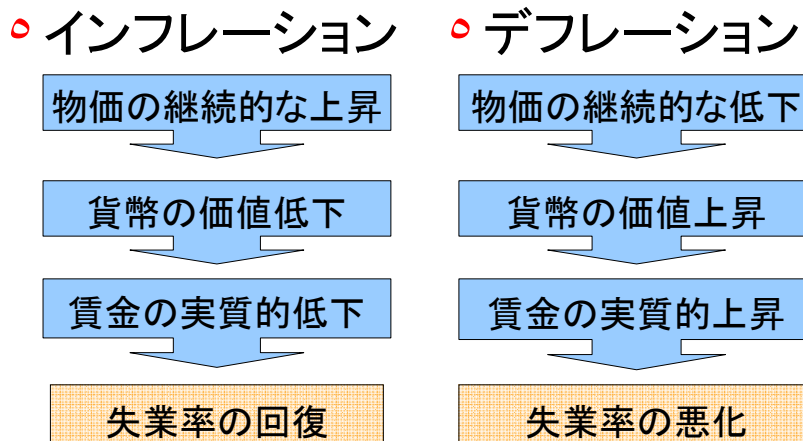 インフレーション
物価の継続的な上昇
貨幣の価値低下
賃金の実質的低下
失業率の回復
デフレーション
物価の継続的な低下
貨幣の価値上昇
賃金の実質的上昇
失業率の悪化